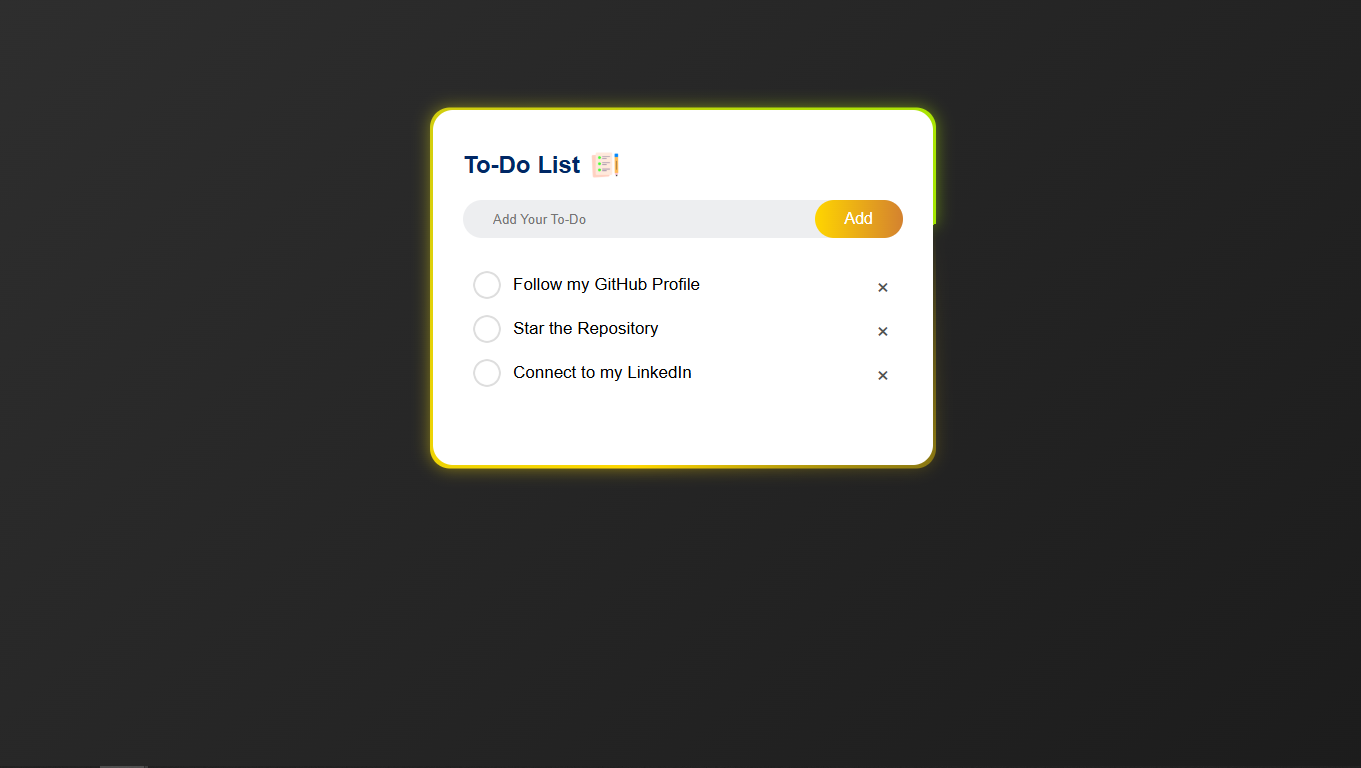 To-Do List
Add Your To-Do
Add
Follow my GitHub Profile ×
Star the Repository ×
Connect to my LinkedIn ×